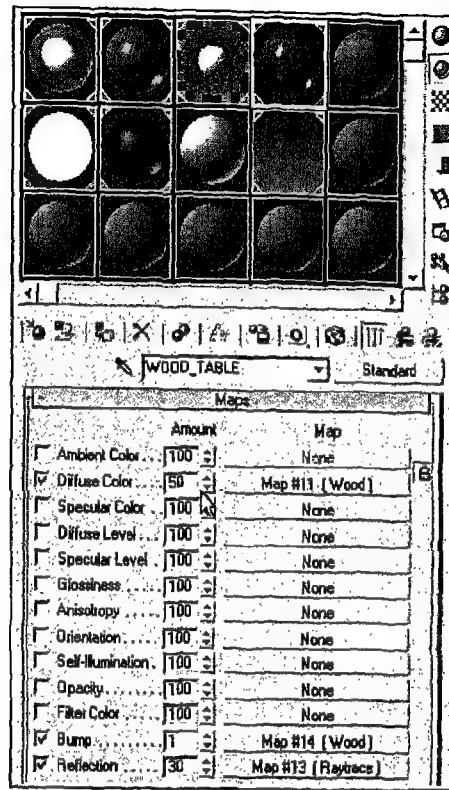 WOOD_TABLE
Standard
Maps
Amount Map
Ambient Color 100 None
Diffuse Color 50 Map #11 (Wood)
Specular Color 100 None
Diffuse Level 100 None
Specular Level 100 None
Glossiness 100 None
Anisotropy 100 None
Orientation 100 None
Self-Illumination 100 None
Opacity 100 None
Filter Color 100 None
Bump 1 Map #14 (Wood)
Reflection 30 Map #13 (Raytrace)